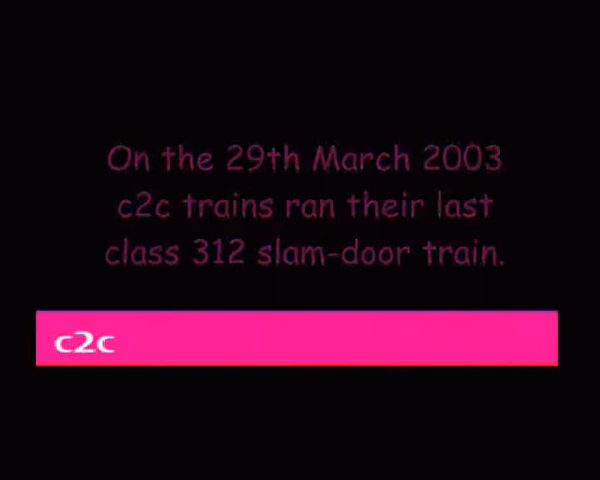 On the 29th March 2003
c2c trains ran their last
class 312 slam-door train.
c2c